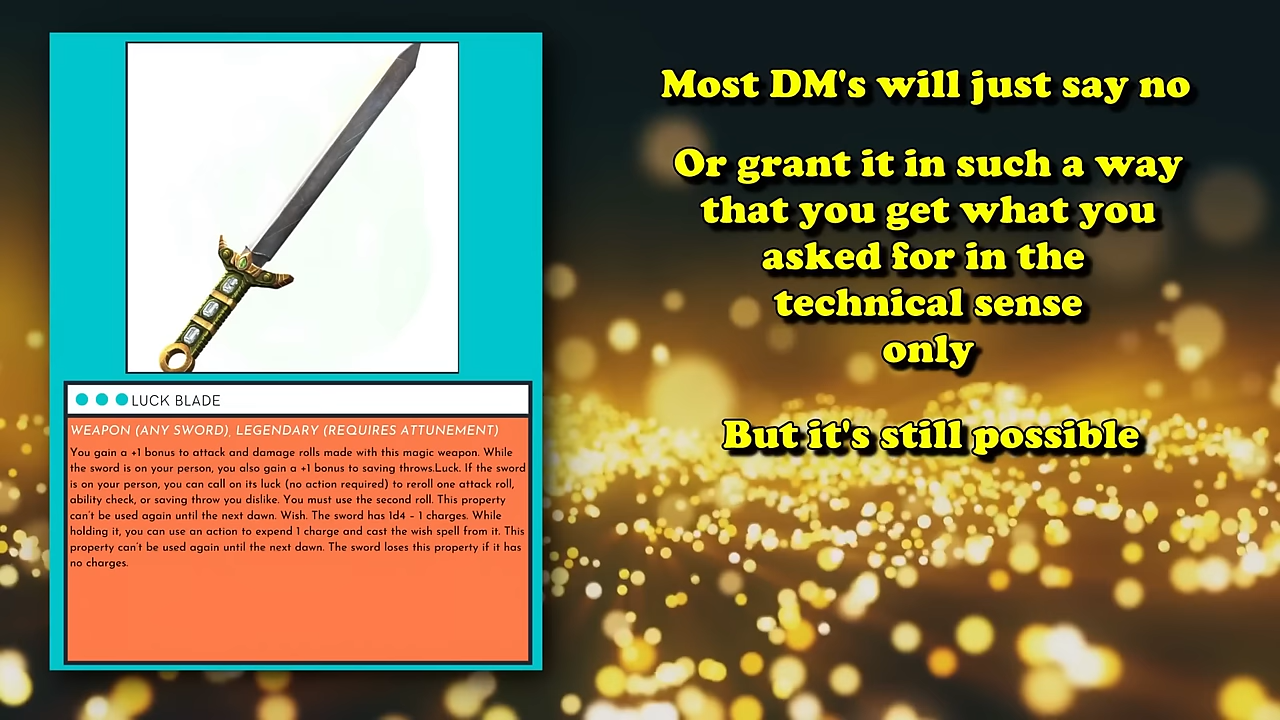 LUCK BLADE
WEAPON (ANY SWORD), LEGENDARY (REQUIRES ATTUNEMENT)
You gain a +1 bonus to attack and damage rolls made with this magic weapon. While
the sword is on your person, you also gain a +1 bonus to saving throws.Luck. If the sword
is on your person, you can call on its luck (no action required) to reroll one attack roll,
ability check, or saving throw you dislike. You must use the second roll. This property
can't be used again until the next dawn. Wish. The sword has 1d4 – 1 charges. While
holding it, you can use an action to expend 1 charge and cast the wish spell from it. This
property can't be used again until the next dawn. The sword loses this property if it has
no charges.
Most DM's will just say no
Or grant it in such a way
that you get what you
asked for in the
technical sense
only
But it's still possible